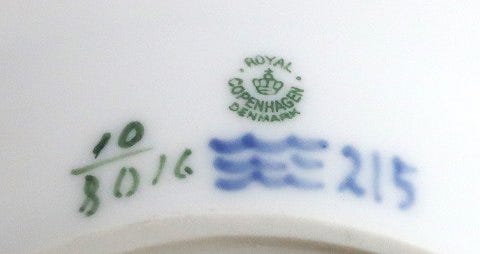 ROYAL
COPENHAGEN
DENMARK
10
8016
215